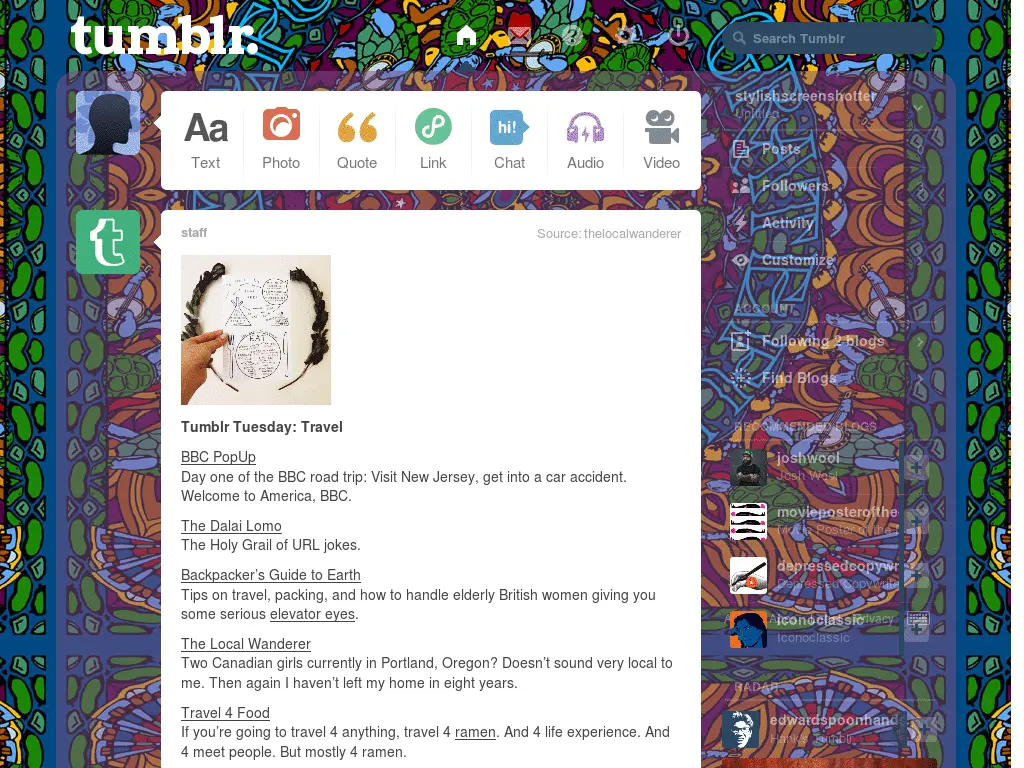 tumblr.
Search Tumblr
Aa
hi!
Text
Photo
Quote
Link
Chat
Audio
Video
stylishscreenshotter
Untitled
Posts
Followers
Activity
Customize
ACCOUNT
Following 2 blogs
Find Blogs
RECOMMENDED BLOGS
joshwool
Josh Wool
movieposterofthe
Movie Poster of the
depressedcopywr
Depressed Copywrite
iconoclassic
Privacy
Iconoclassic
RADAR
edwardspoonhand
Hank's Tumblr
t
staff
Source: thelocalwanderer
EAT
Tumblr Tuesday: Travel
BBC PopUp
Day one of the BBC road trip: Visit New Jersey, get into a car accident.
Welcome to America, BBC.
The Dalai Lomo
The Holy Grail of URL jokes.
Backpacker’s Guide to Earth
Tips on travel, packing, and how to handle elderly British women giving you
some serious elevator eyes.
The Local Wanderer
Two Canadian girls currently in Portland, Oregon? Doesn’t sound very local to
me. Then again I haven’t left my home in eight years.
Travel 4 Food
If you’re going to travel 4 anything, travel 4 ramen. And 4 life experience. And
4 meet people. But mostly 4 ramen.